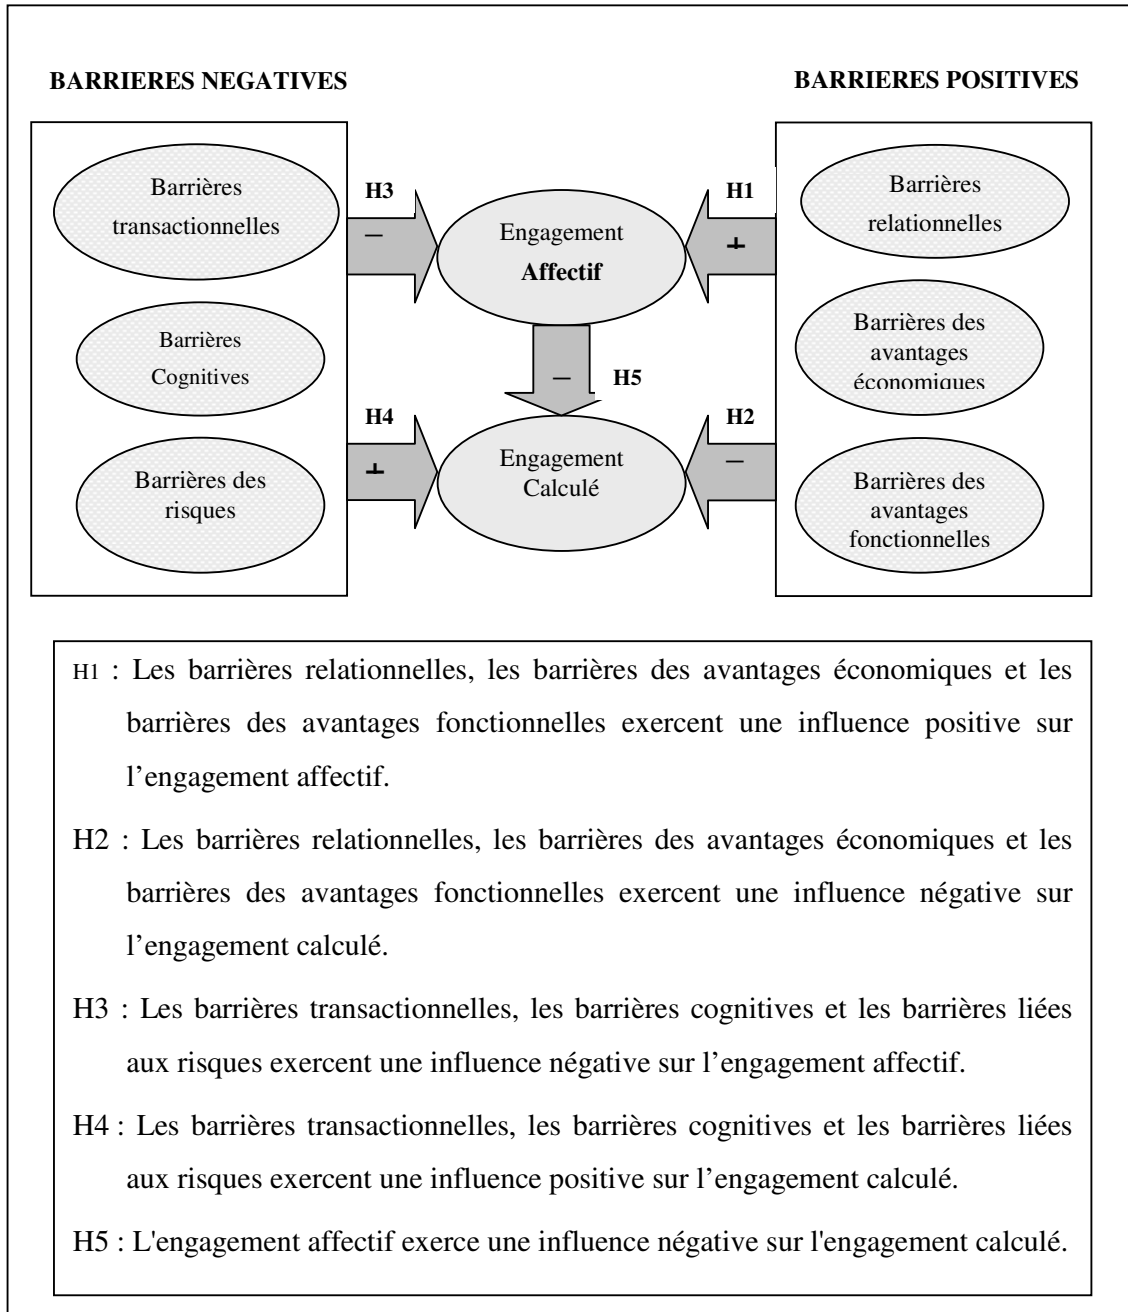 BARRIERES NEGATIVES
BARRIERES POSITIVES
Barrières
transactionnelles
Barrières
Cognitives
Barrières des
risques
H3
–
H4
+
Engagement
Affectif
–
H5
Engagement
Calculé
H1
+
H2
–
Barrières
relationnelles
Barrières des
avantages
économiques
Barrières des
avantages
fonctionnelles
H1 : Les barrières relationnelles, les barrières des avantages économiques et les
barrières des avantages fonctionnelles exercent une influence positive sur
l’engagement affectif.
H2 : Les barrières relationnelles, les barrières des avantages économiques et les
barrières des avantages fonctionnelles exercent une influence négative sur
l’engagement calculé.
H3 : Les barrières transactionnelles, les barrières cognitives et les barrières liées
aux risques exercent une influence négative sur l’engagement affectif.
H4 : Les barrières transactionnelles, les barrières cognitives et les barrières liées
aux risques exercent une influence positive sur l’engagement calculé.
H5 : L'engagement affectif exerce une influence négative sur l'engagement calculé.